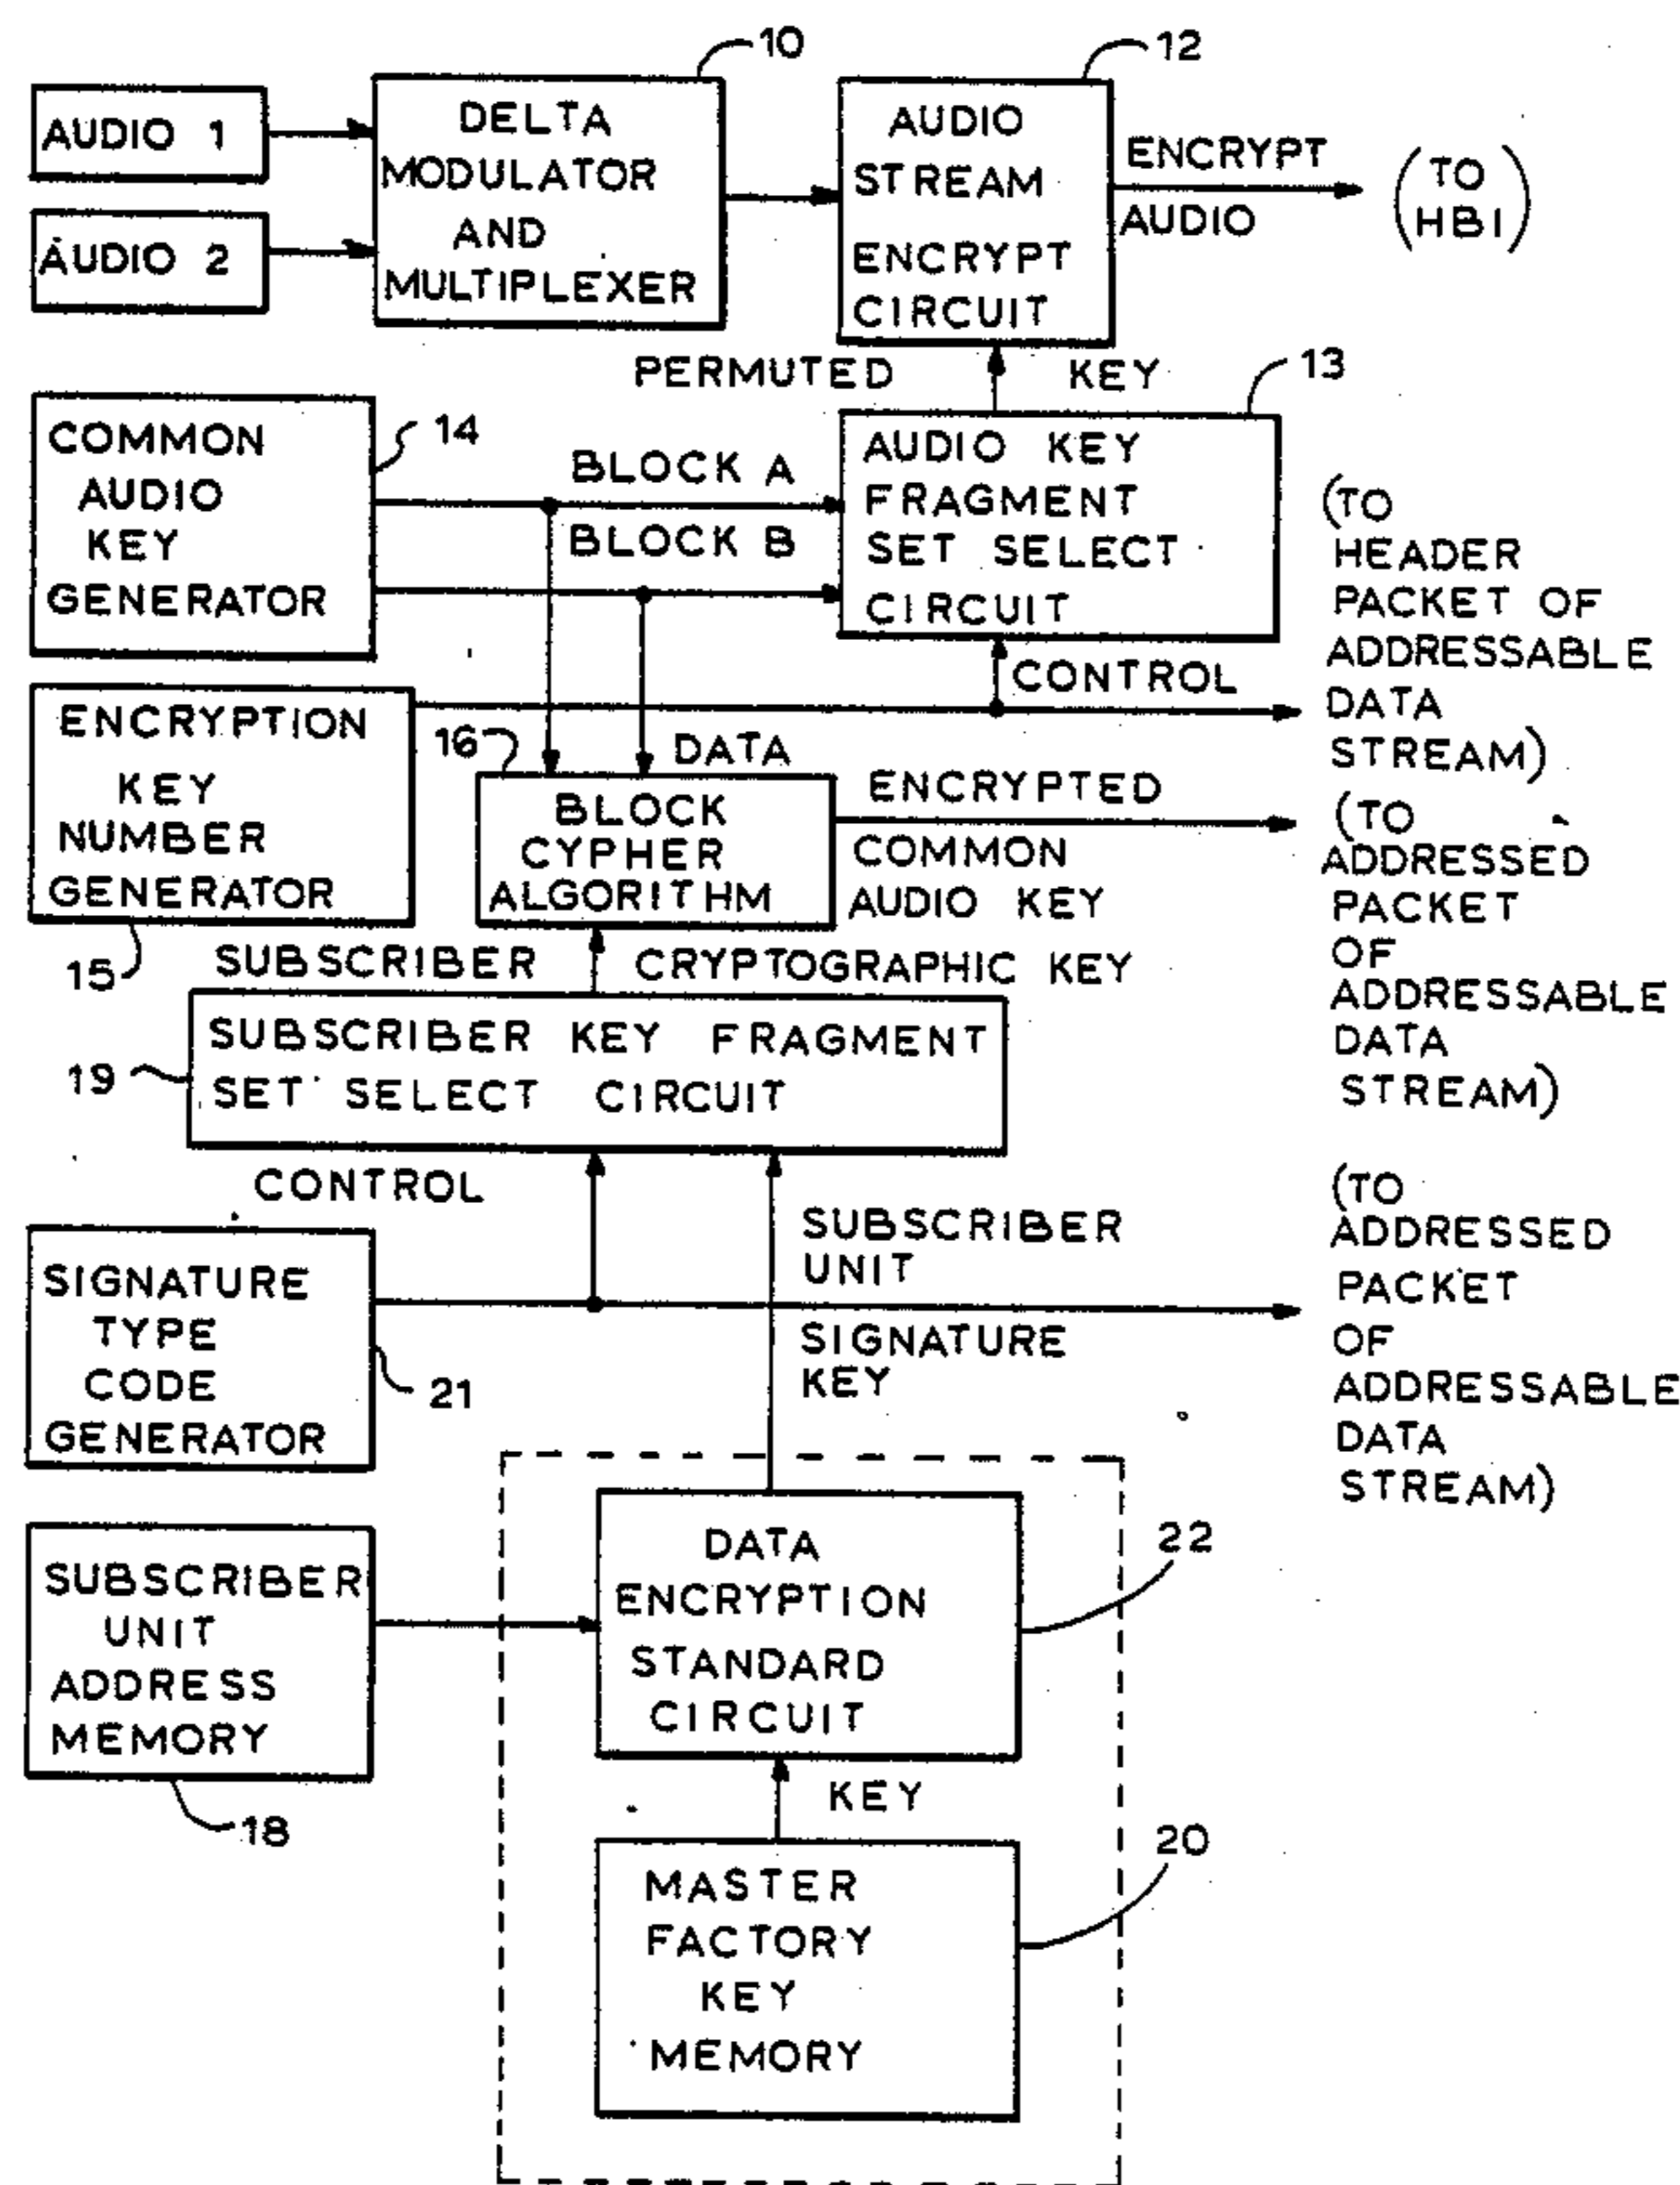 10
12
AUDIO 1
AUDIO 2
DELTA
MODULATOR
AND
MULTIPLEXER
AUDIO
STREAM
ENCRYPT
CIRCUIT
ENCRYPT
AUDIO
(TO
HBI)
PERMUTED KEY
13
COMMON
AUDIO
KEY
GENERATOR
14
BLOCK A
BLOCK B
AUDIO KEY
FRAGMENT
SET SELECT
CIRCUIT
CONTROL
(TO
HEADER
PACKET OF
ADDRESSABLE
DATA
STREAM)
ENCRYPTION
KEY
NUMBER
GENERATOR
15
16
DATA
BLOCK
CYPHER
ALGORITHM
ENCRYPTED
COMMON
AUDIO KEY
(TO
ADDRESSED
PACKET
OF
ADDRESSABLE
DATA
STREAM)
SUBSCRIBER CRYPTOGRAPHIC KEY
19
SUBSCRIBER KEY FRAGMENT
SET SELECT CIRCUIT
CONTROL
SIGNATURE
TYPE
CODE
GENERATOR
21
SUBSCRIBER
UNIT
SIGNATURE
KEY
(TO
ADDRESSED
PACKET
OF
ADDRESSABLE
DATA
STREAM)
SUBSCRIBER
UNIT
ADDRESS
MEMORY
18
DATA
ENCRYPTION
STANDARD
CIRCUIT
22
KEY
MASTER
FACTORY
KEY
MEMORY
20